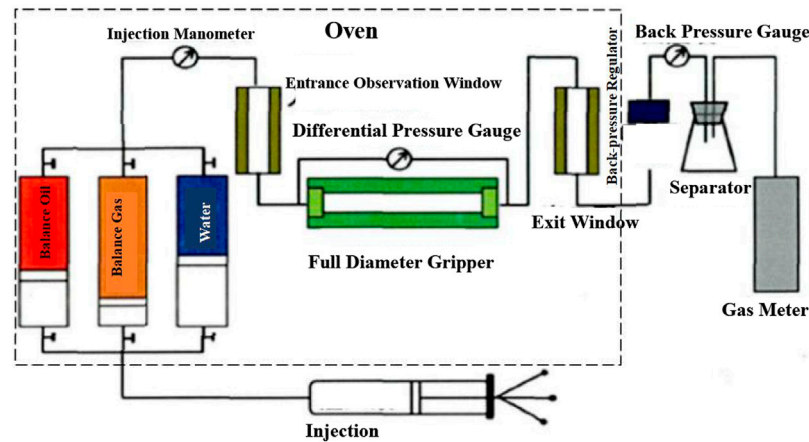 Oven
Back Pressure Gauge
Injection Manometer
Entrance Observation Window
Back-pressure Regulator
Differential Pressure Gauge
Balance Oil
Balance Gas
Water
Separator
Exit Window
Full Diameter Gripper
Gas Meter
Injection